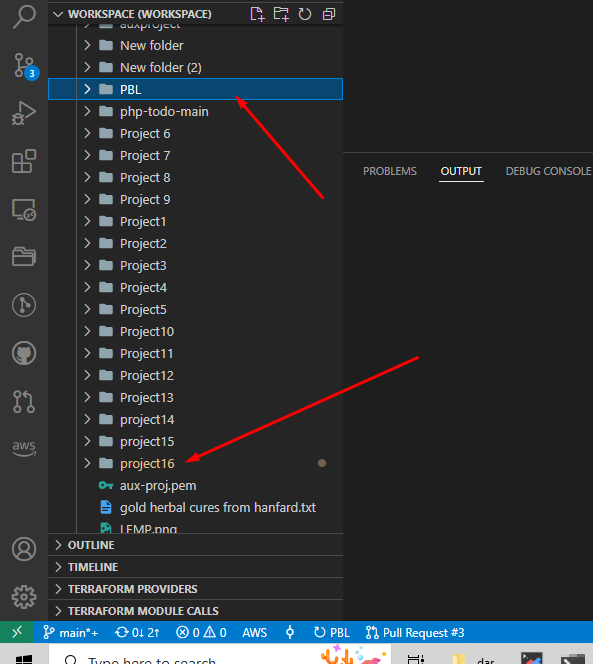 WORKSPACE (WORKSPACE)
auxproject
New folder
New folder (2)
PBL
php-todo-main
Project 6
Project 7
Project 8
Project 9
Project1
Project2
Project3
Project4
Project5
Project10
Project11
Project12
Project13
project14
project15
project16
aux-proj.pem
gold herbal cures from hanfard.txt
LEMP.png
OUTLINE
TIMELINE
TERRAFORM PROVIDERS
TERRAFORM MODULE CALLS
PROBLEMS OUTPUT DEBUG CONSOLE
3
aws
main*+ 0↓ 2↑ 0 0 AWS PBL Pull Request #3
Type here to search dar